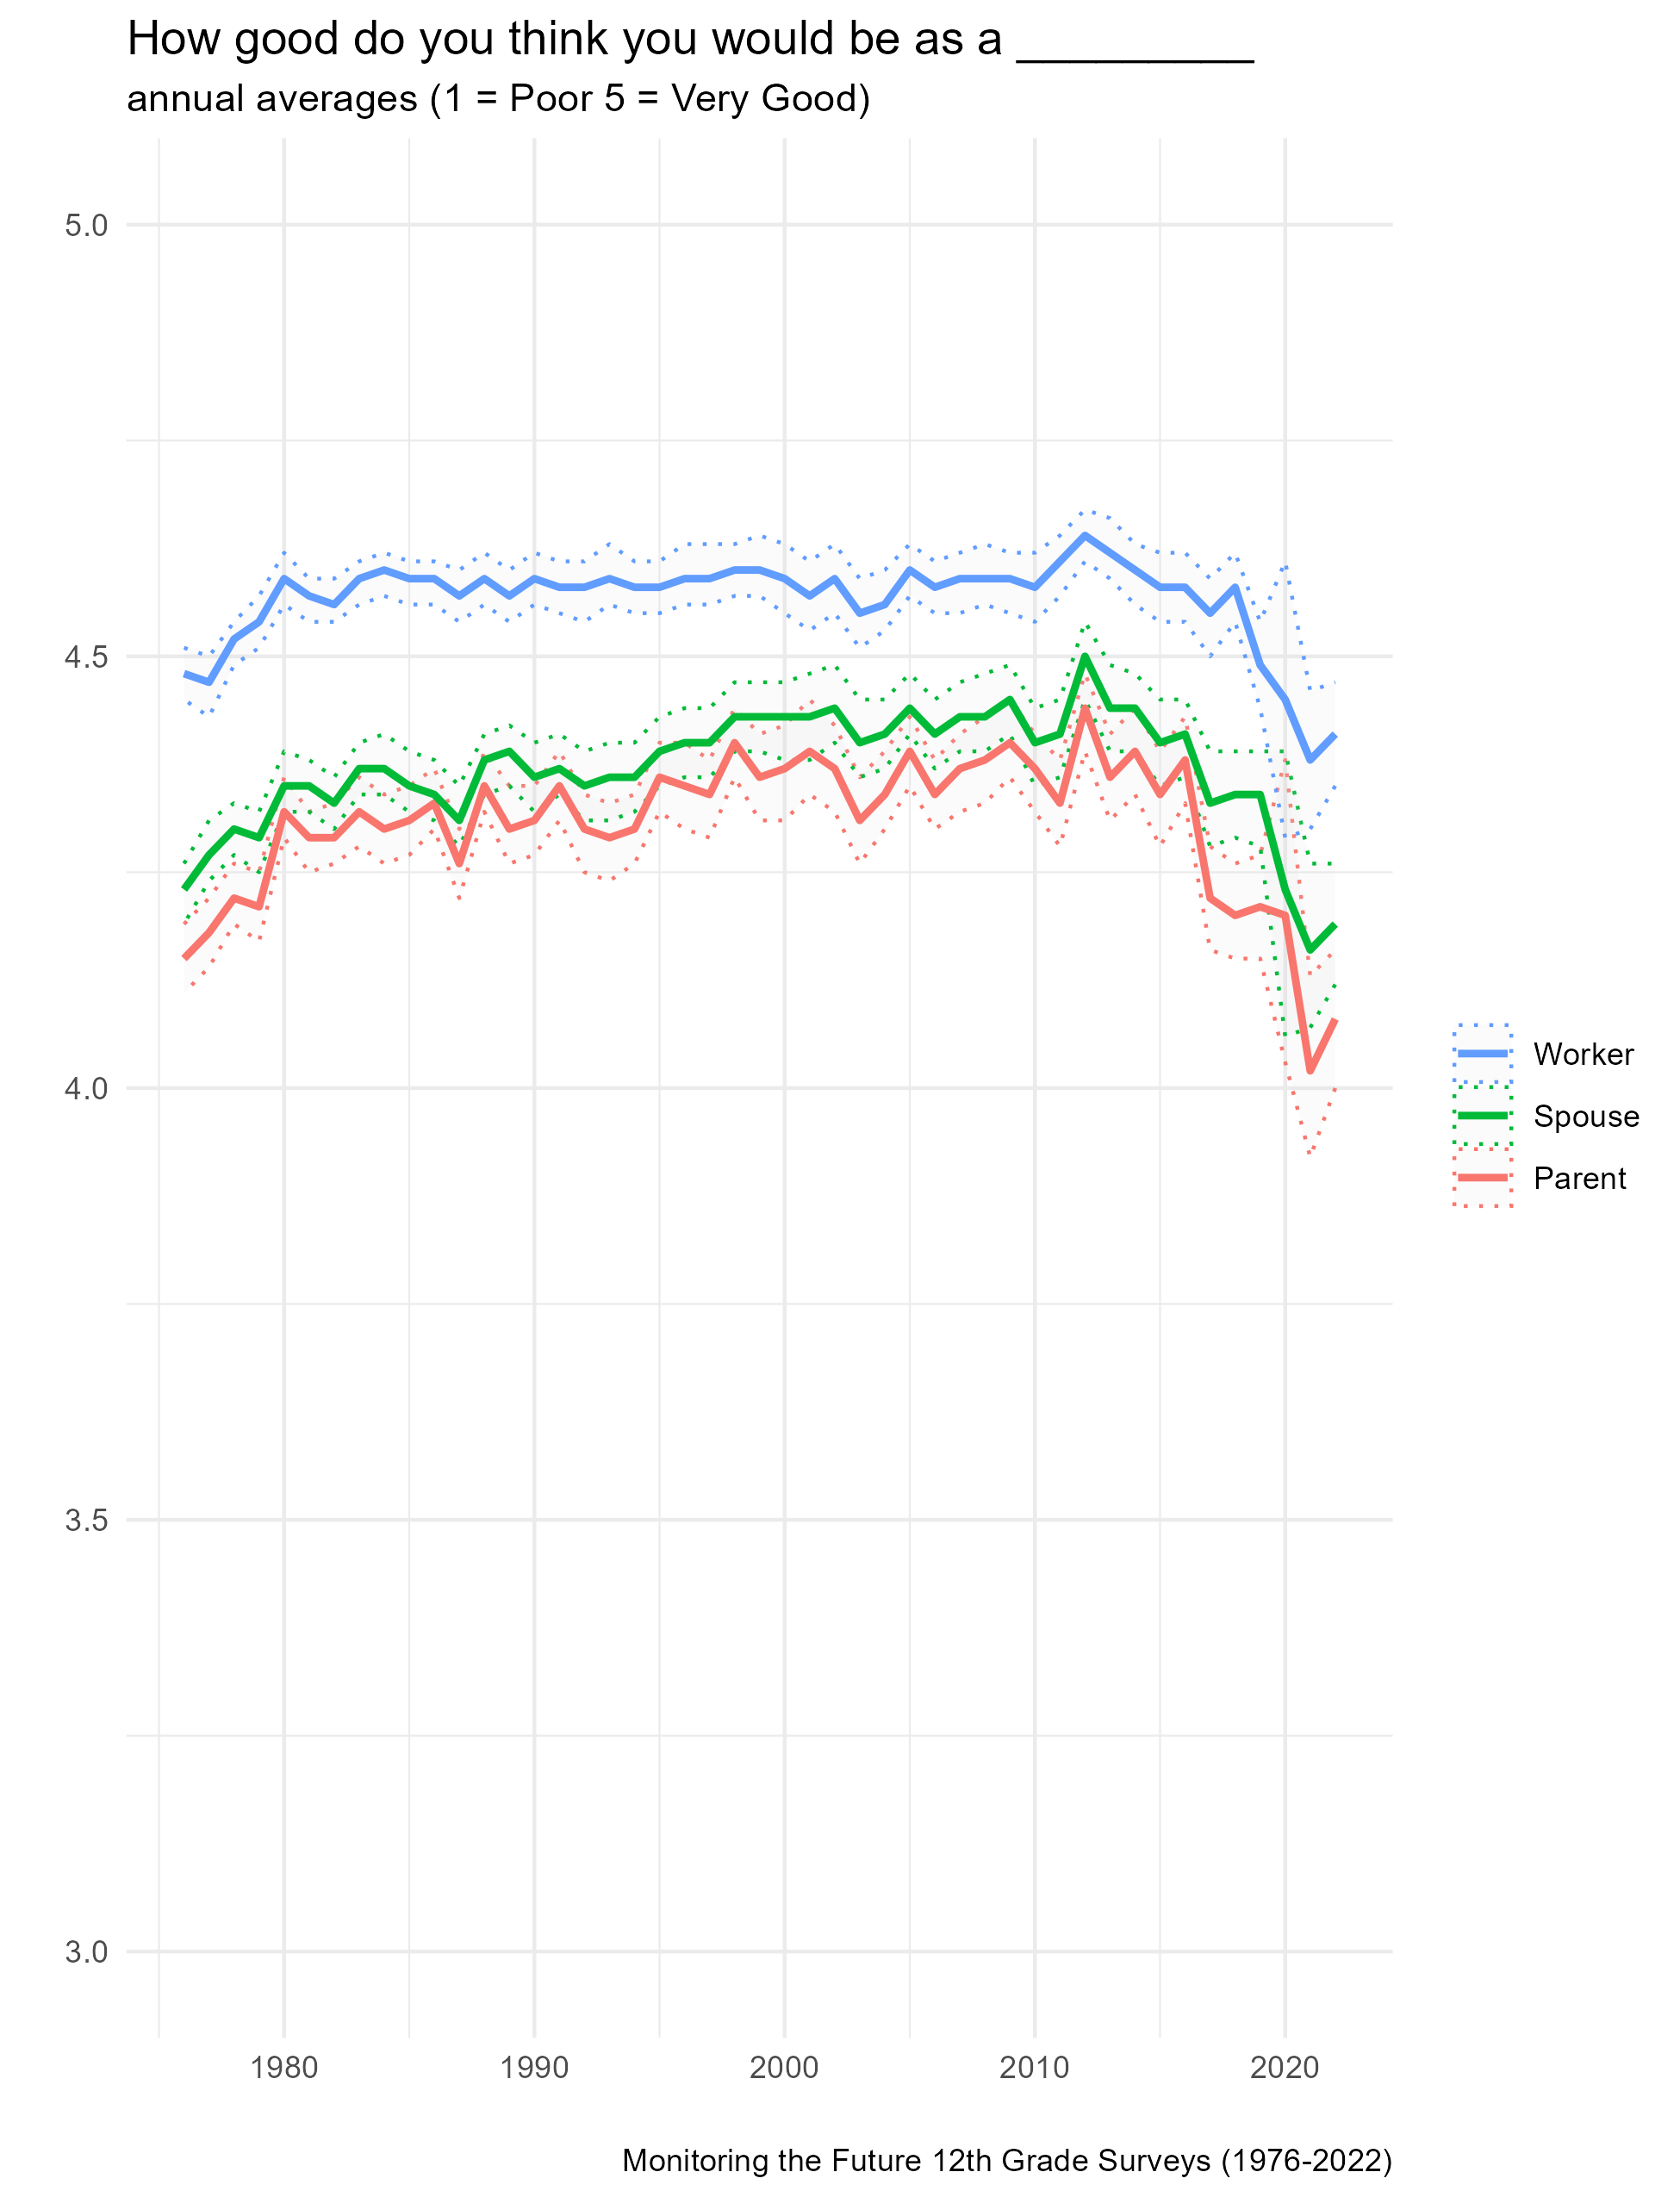 How good do you think you would be as a __________
annual averages (1 = Poor 5 = Very Good)
5.0
4.5
4.0
3.5
3.0
Worker
Spouse
Parent
1980 1990 2000 2010 2020
Monitoring the Future 12th Grade Surveys (1976-2022)